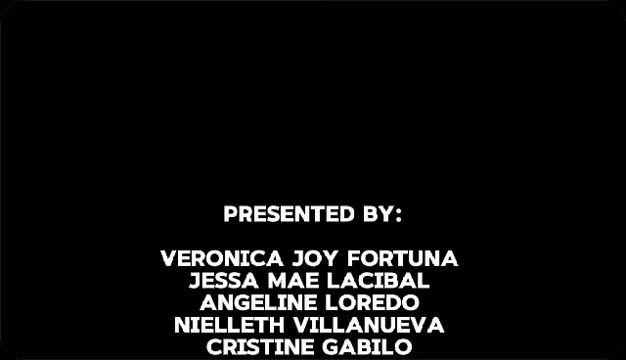 PRESENTED BY:
VERONICA JOY FORTUNA
JESSA MAE LACIBAL
ANGELINE LOREDO
NIELLETH VILLANUEVA
CRISTINE GABILO